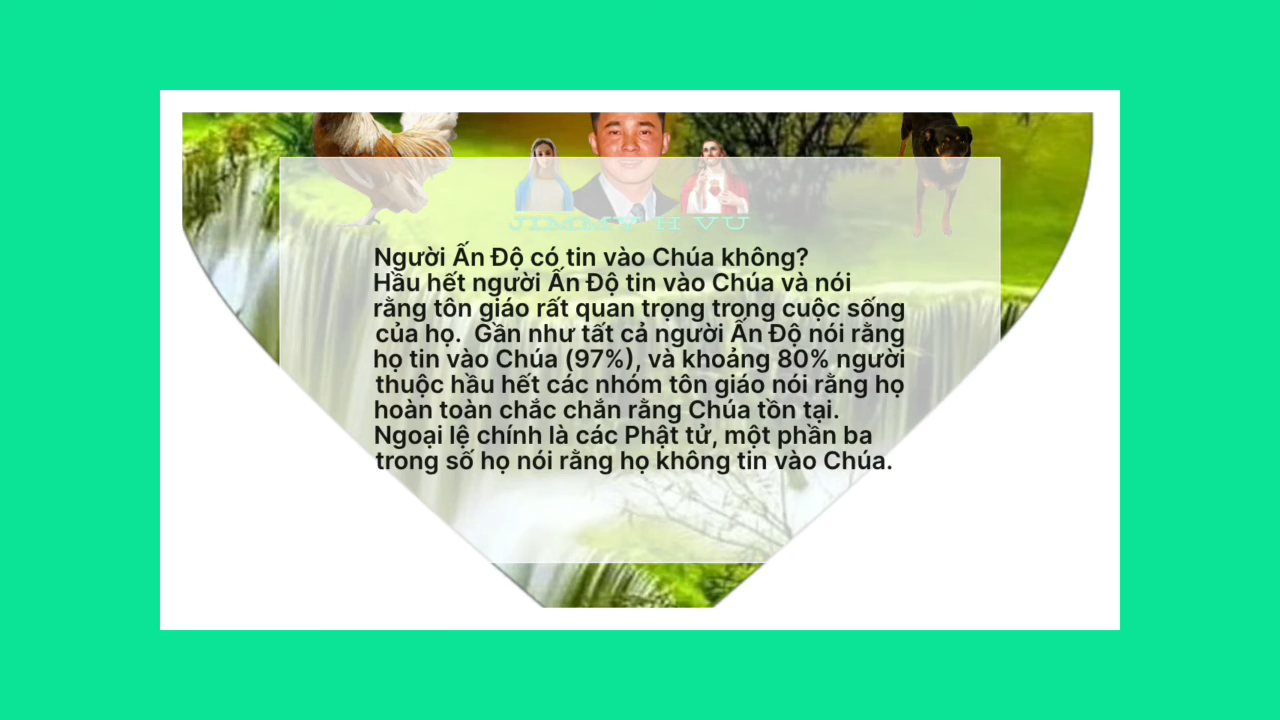 JIMMY H VU
Người Ấn Độ có tin vào Chúa không?
Hầu hết người Ấn Độ tin vào Chúa và nói
rằng tôn giáo rất quan trọng trong cuộc sống
của họ.  Gần như tất cả người Ấn Độ nói rằng
họ tin vào Chúa (97%), và khoảng 80% người
thuộc hầu hết các nhóm tôn giáo nói rằng họ
hoàn toàn chắc chắn rằng Chúa tồn tại.
Ngoại lệ chính là các Phật tử, một phần ba
trong số họ nói rằng họ không tin vào Chúa.